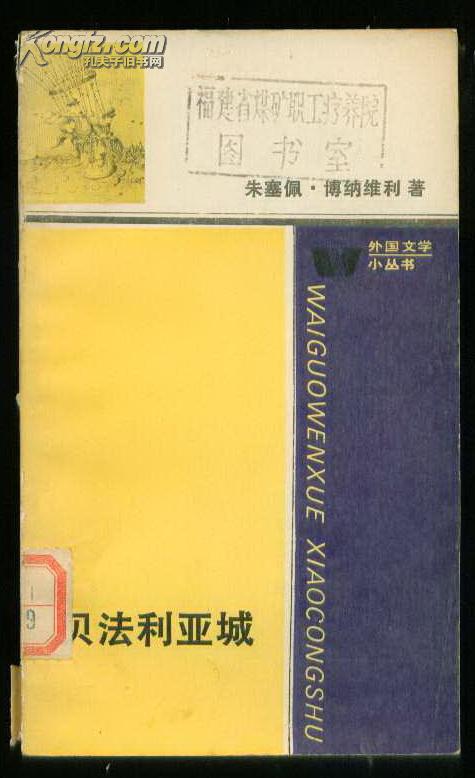 Kongfz.com
孔夫子旧书网
福建省煤矿职工疗养院
图书室
朱塞佩·博纳维利 著
外国文学
小丛书
WAIGUOWENXUE XIAOCONGSHU
1
9
贝法利亚城